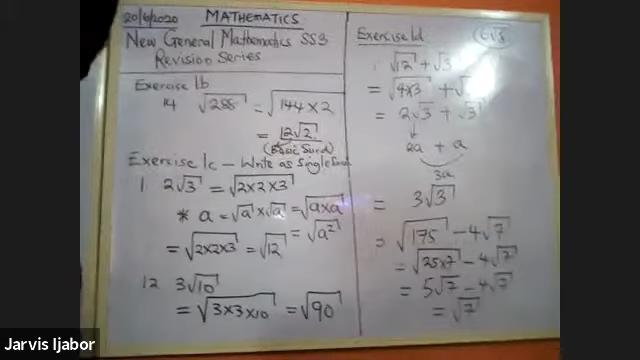 20/6/2020 MATHEMATICS
New General Mathematics SS3
Revision Series
Exercise 1b
14 √288 = √144×2
= 12√2
(Basic Surd)
Exercise 1c - Write as Single Surd
1. 2√3 = √2×2×3
* a = √a × √a = √a×a
= √a²
= √2×2×3 = √12
12 3√10
= √3×3×10 = √90
Exercise 1d 6√5
1 √12 + √3
= √4×3 + √3
= 2√3 + √3
2a + a
3a
= 3√3
= √175 - 4√7
= √25×7 - 4√7
= 5√7 - 4√7
= √7
Jarvis Ijabor